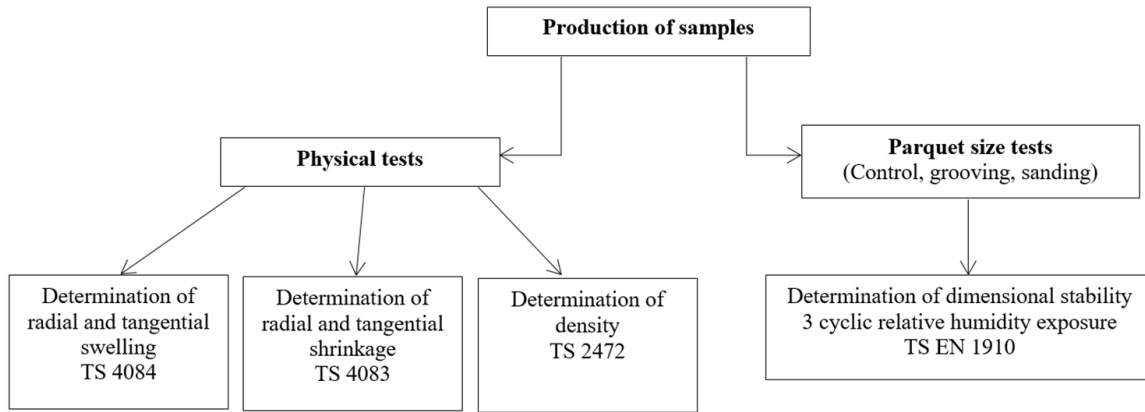 Production of samples
Physical tests
Parquet size tests
(Control, grooving, sanding)
Determination of
radial and tangential
swelling
TS 4084
Determination of
radial and tangential
shrinkage
TS 4083
Determination of
density
TS 2472
Determination of dimensional stability
3 cyclic relative humidity exposure
TS EN 1910